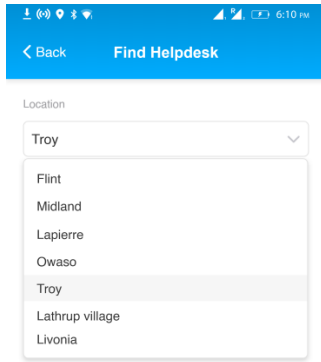 6:10 PM
Back
Find Helpdesk
Location
Troy
Flint
Midland
Lapierre
Owaso
Troy
Lathrup village
Livonia